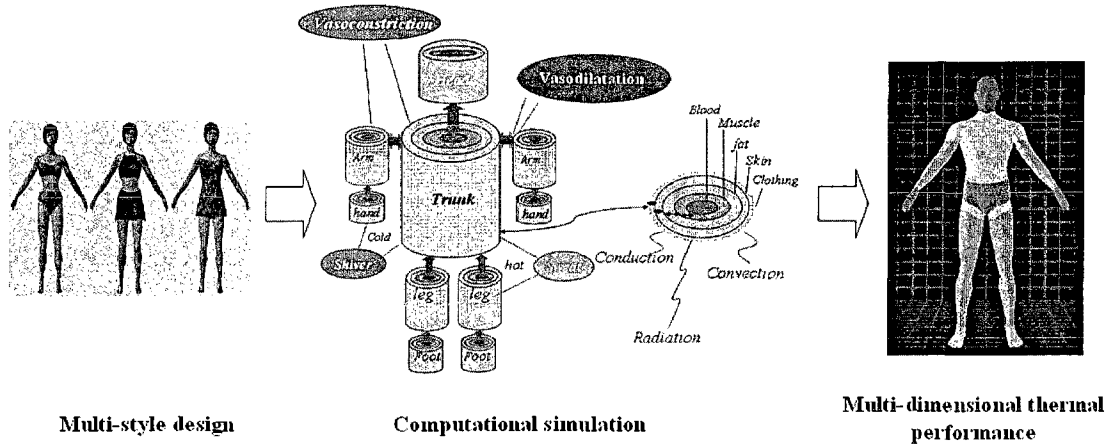 Vasoconstriction
Vasodilatation
Blood
Muscle
fat
Skin
Clothing
Arm
Arm
Trunk
hand
hand
Cold
Shiver
hot
Conduction
Convection
Radiation
leg
leg
Foot
Foot
Multi-style design
Computational simulation
Multi-dimensional thermal
performance